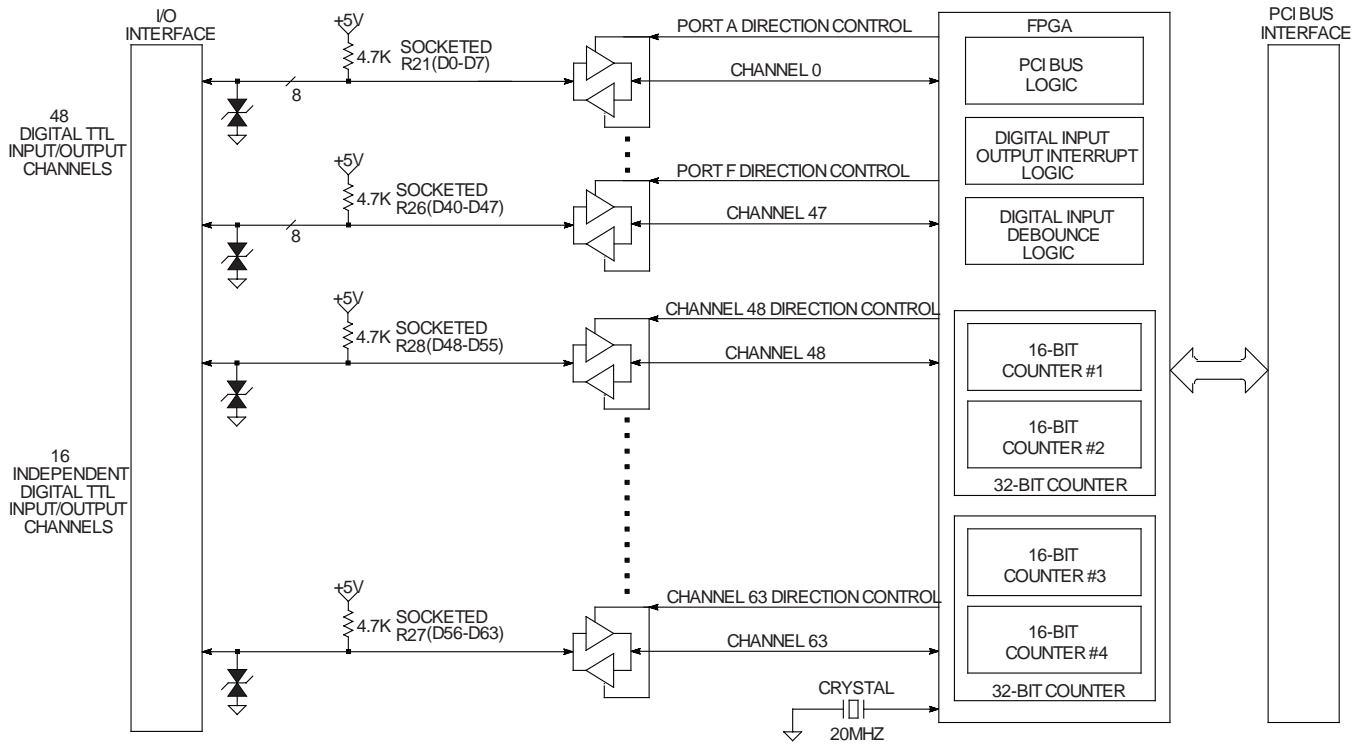 I/O
INTERFACE
48
DIGITAL TTL
INPUT/OUTPUT
CHANNELS
16
INDEPENDENT
DIGITAL TTL
INPUT/OUTPUT
CHANNELS
+5V
4.7K
SOCKETED
R21(D0-D7)
8
PORT A DIRECTION CONTROL
CHANNEL 0
+5V
4.7K
SOCKETED
R26(D40-D47)
8
PORT F DIRECTION CONTROL
CHANNEL 47
+5V
4.7K
SOCKETED
R28(D48-D55)
CHANNEL 48 DIRECTION CONTROL
CHANNEL 48
+5V
4.7K
SOCKETED
R27(D56-D63)
CHANNEL 63 DIRECTION CONTROL
CHANNEL 63
CRYSTAL
20MHZ
FPGA
PCI BUS
LOGIC
DIGITAL INPUT
OUTPUT INTERRUPT
LOGIC
DIGITAL INPUT
DEBOUNCE
LOGIC
16-BIT
COUNTER #1
16-BIT
COUNTER #2
32-BIT COUNTER
16-BIT
COUNTER #3
16-BIT
COUNTER #4
32-BIT COUNTER
PCI BUS
INTERFACE